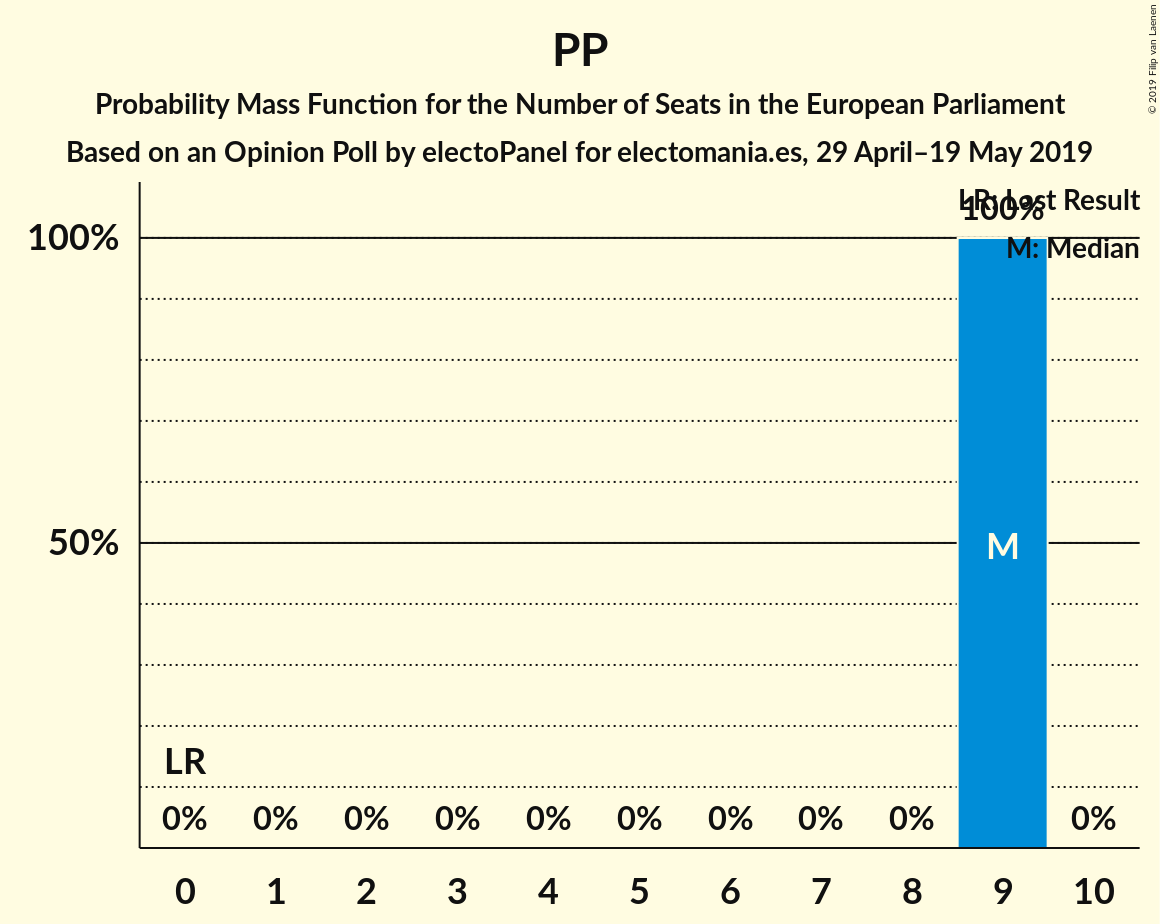 PP
Probability Mass Function for the Number of Seats in the European Parliament
Based on an Opinion Poll by electoPanel for electomania.es, 29 April–19 May 2019
© 2019 Filip van Laenen
LR: Last Result
M: Median
100%
100%
50%
M
LR
0% 0% 0% 0% 0% 0% 0% 0% 0% 0%
0 1 2 3 4 5 6 7 8 9 10